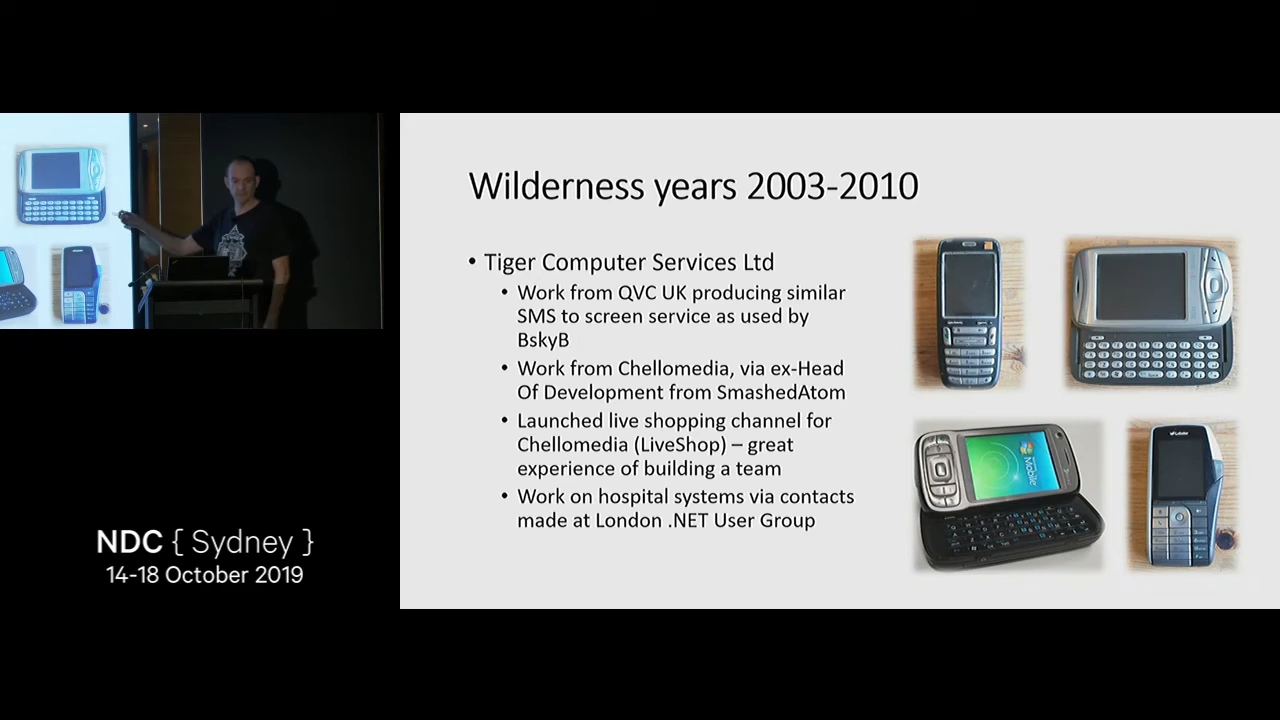 Wilderness years 2003-2010
• Tiger Computer Services Ltd
• Work from QVC UK producing similar
SMS to screen service as used by
BskyB
• Work from Chellomedia, via ex-Head
Of Development from SmashedAtom
• Launched live shopping channel for
Chellomedia (LiveShop) – great
experience of building a team
• Work on hospital systems via contacts
made at London .NET User Group
NDC { Sydney }
14-18 October 2019